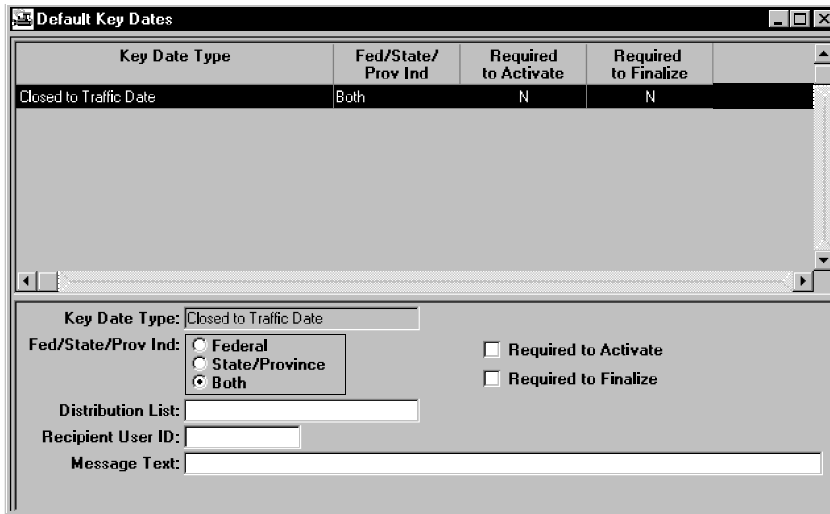 Default Key Dates
Key Date Type Fed/State/ Prov Ind Required to Activate Required to Finalize
Closed to Traffic Date Both N N
Key Date Type: Closed to Traffic Date
Fed/State/Prov Ind: Federal
State/Province
Both
Required to Activate
Required to Finalize
Distribution List:
Recipient User ID:
Message Text: